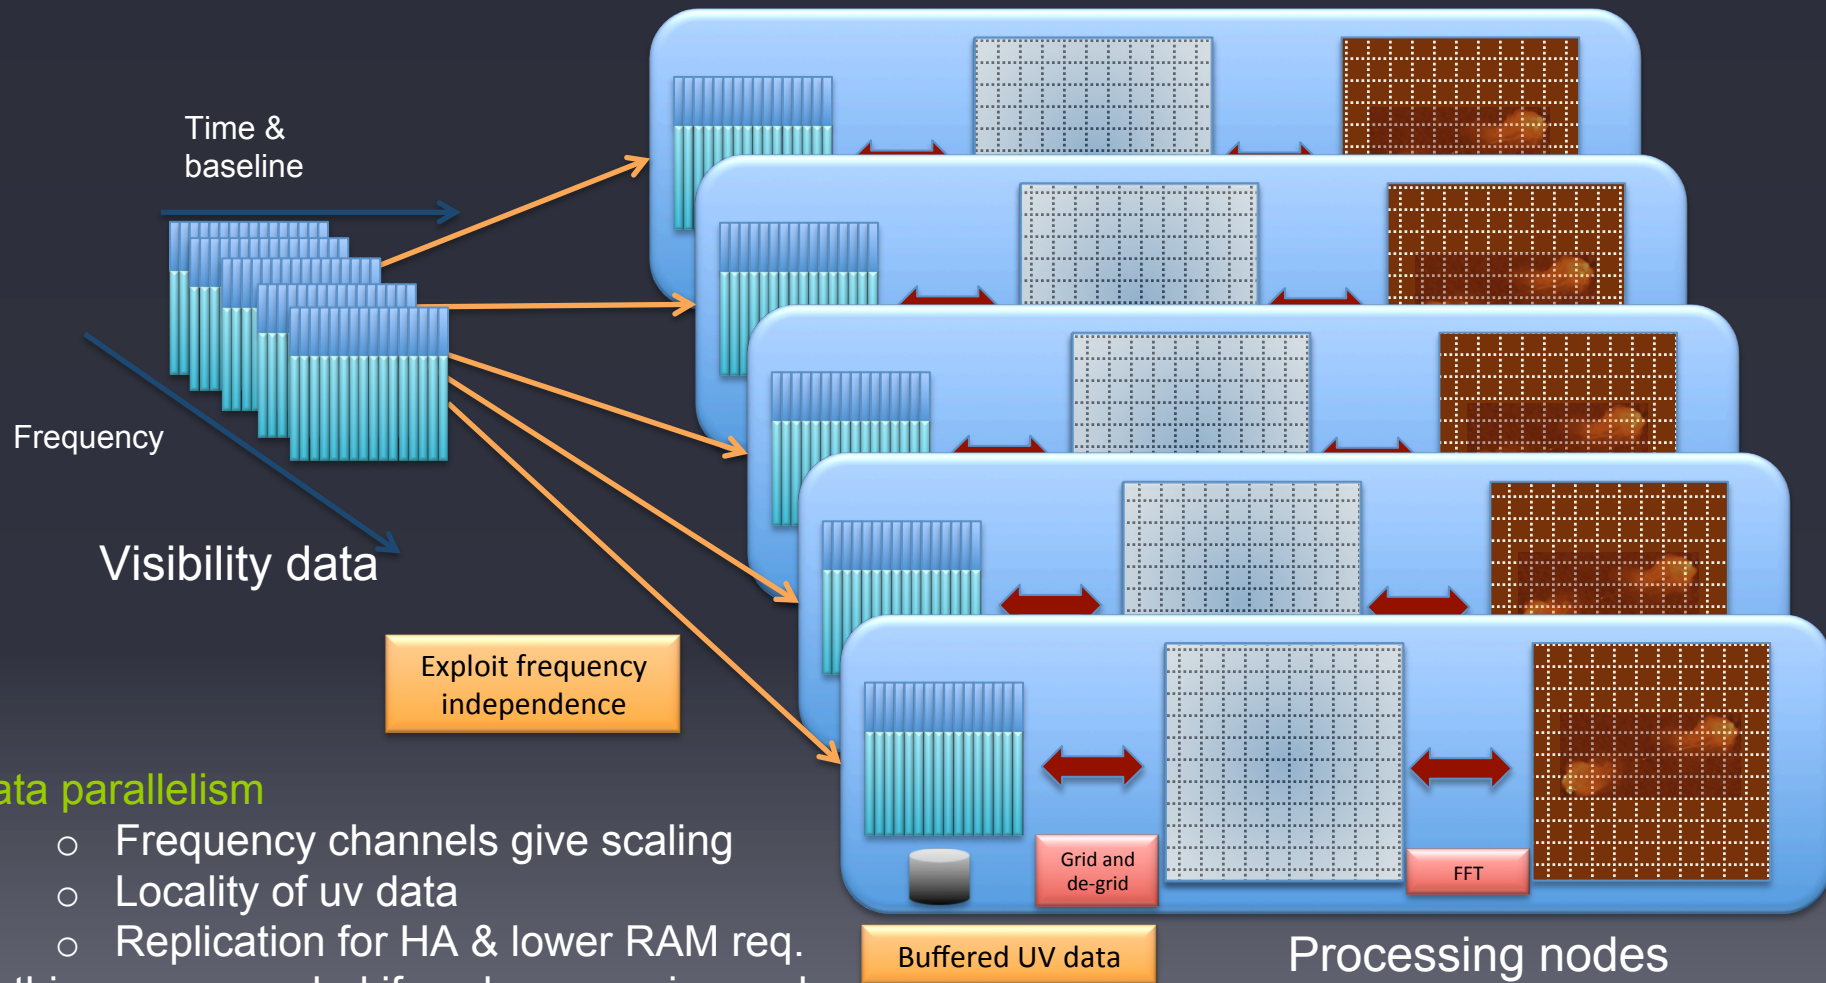 Time &
baseline
Frequency
Visibility data
Exploit frequency
independence
ata parallelism
o Frequency channels give scaling
o Locality of uv data
o Replication for HA & lower RAM req.
Grid and
de-grid
FFT
Buffered UV data
Processing nodes